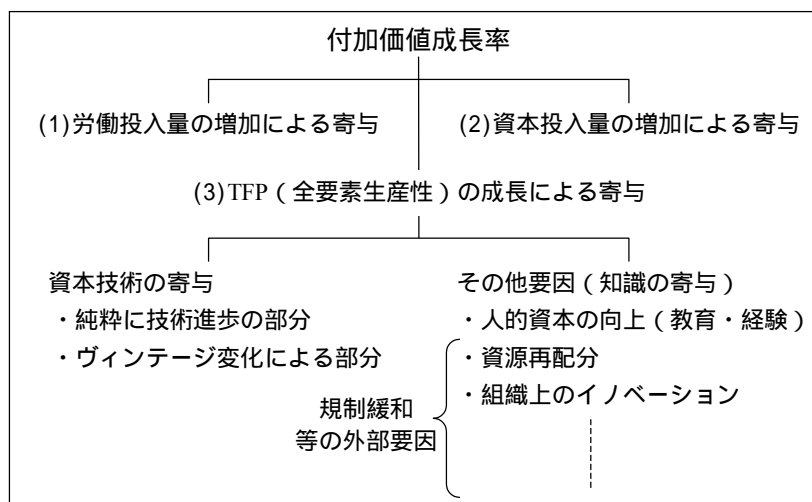 付加価値成長率
(1)労働投入量の増加による寄与
(2)資本投入量の増加による寄与
(3)TFP（全要素生産性）の成長による寄与
資本技術の寄与
・純粋に技術進歩の部分
・ヴィンテージ変化による部分
その他要因（知識の寄与）
・人的資本の向上（教育・経験）
・資源再配分
・組織上のイノベーション
規制緩和
等の外部要因